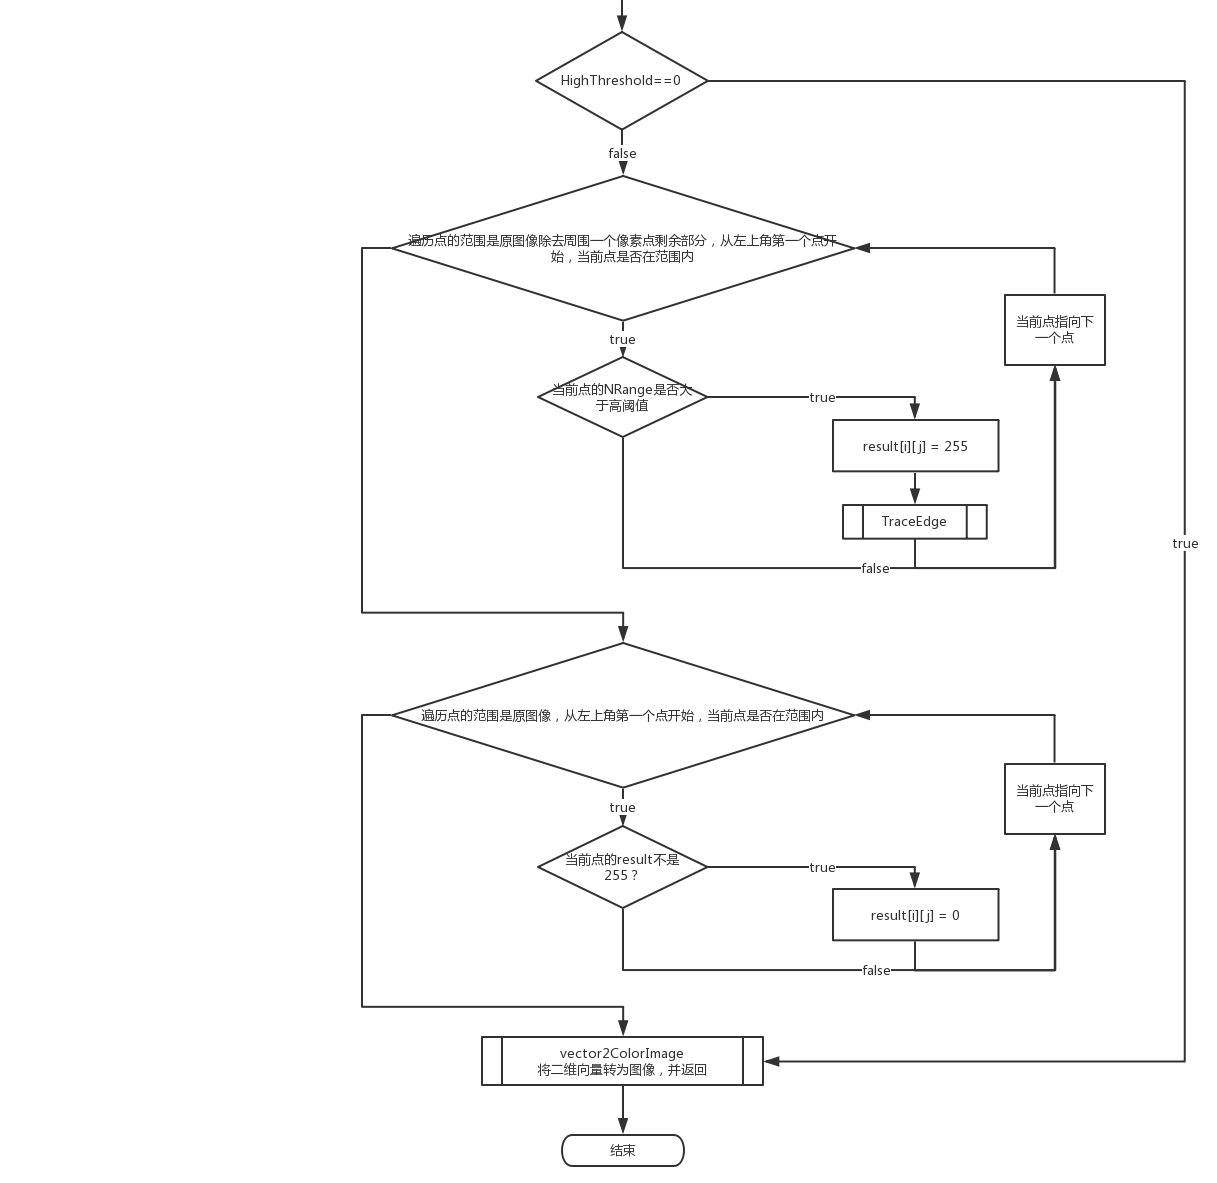 HighThreshold==0
false
遍历点的范围是原图像除去周围一个像素点剩余部分，从左上角第一个点开
始，当前点是否在范围内
当前点指向下
一个点
true
当前点的NRange是否大
于高阈值
true
result[i][j] = 255
TraceEdge
true
false
遍历点的范围是原图像，从左上角第一个点开始，当前点是否在范围内
当前点指向下
一个点
true
当前点的result不是
255？
true
result[i][j] = 0
false
vector2ColorImage
将二维向量转为图像，并返回
结束